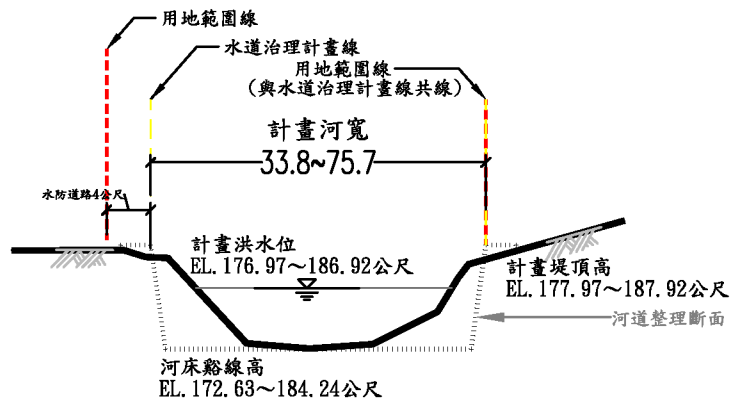 用地範圍線
水道治理計畫線
用地範圍線
(與水道治理計畫線共線)
計畫河寬
33.8~75.7
水防道路4公尺
計畫洪水位
EL.176.97～186.92公尺
計畫堤頂高
EL.177.97～187.92公尺
河道整理斷面
河床谿線高
EL.172.63～184.24公尺